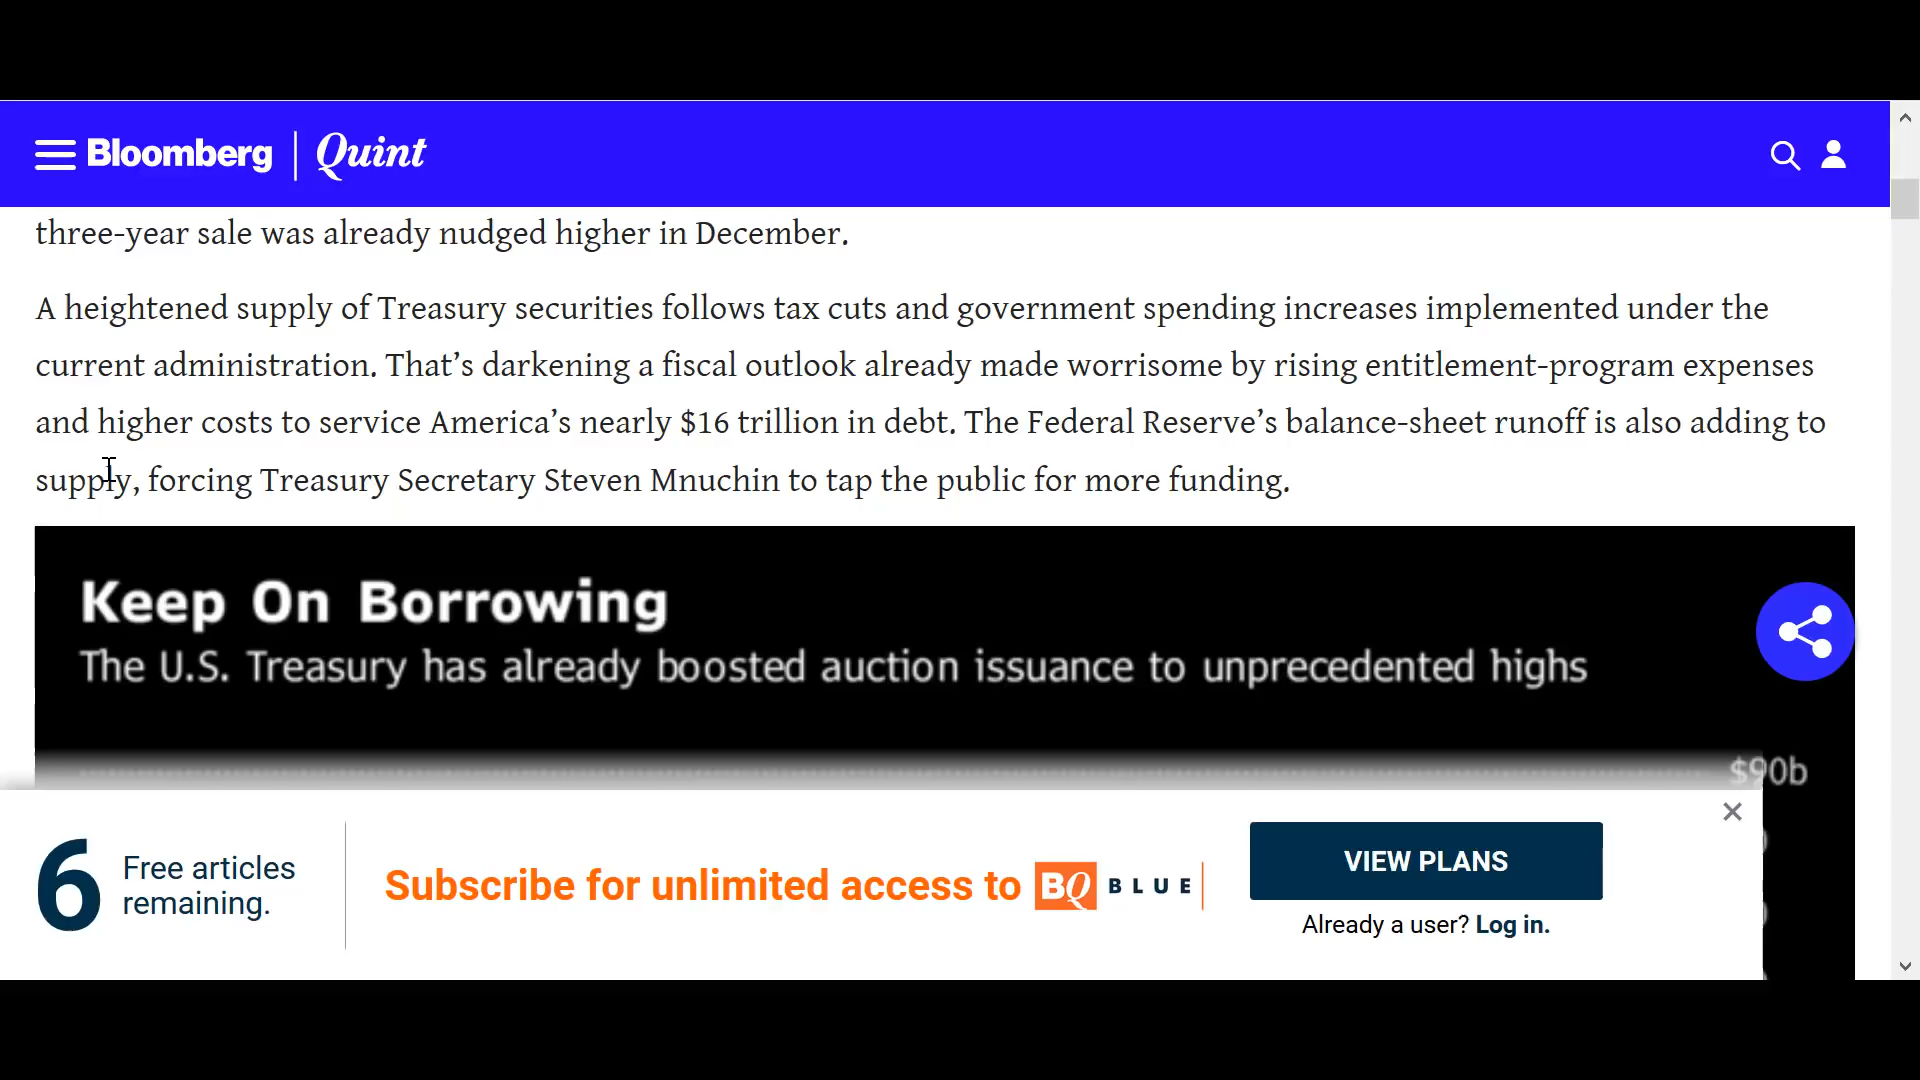 Bloomberg | Quint
three-year sale was already nudged higher in December.
A heightened supply of Treasury securities follows tax cuts and government spending increases implemented under the
current administration. That’s darkening a fiscal outlook already made worrisome by rising entitlement-program expenses
and higher costs to service America’s nearly $16 trillion in debt. The Federal Reserve’s balance-sheet runoff is also adding to
supply, forcing Treasury Secretary Steven Mnuchin to tap the public for more funding.
Keep On Borrowing
The U.S. Treasury has already boosted auction issuance to unprecedented highs
$90b
6 Free articles
remaining.
Subscribe for unlimited access to BQ BLUE
VIEW PLANS
Already a user? Log in.